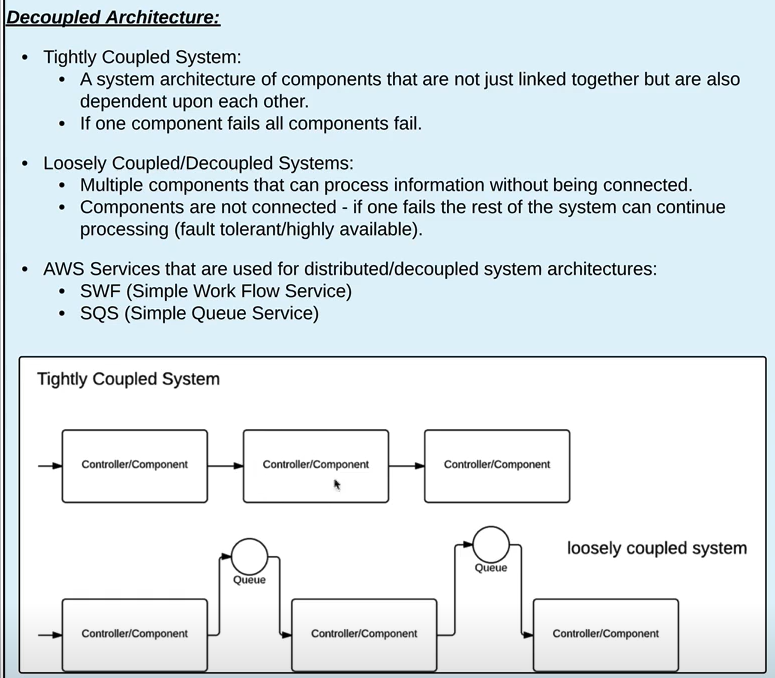 Decoupled Architecture:
• Tightly Coupled System:
• A system architecture of components that are not just linked together but are also
dependent upon each other.
• If one component fails all components fail.
• Loosely Coupled/Decoupled Systems:
• Multiple components that can process information without being connected.
• Components are not connected - if one fails the rest of the system can continue
processing (fault tolerant/highly available).
• AWS Services that are used for distributed/decoupled system architectures:
• SWF (Simple Work Flow Service)
• SQS (Simple Queue Service)
Tightly Coupled System
Controller/Component
Controller/Component
Controller/Component
loosely coupled system
Queue
Queue
Controller/Component
Controller/Component
Controller/Component